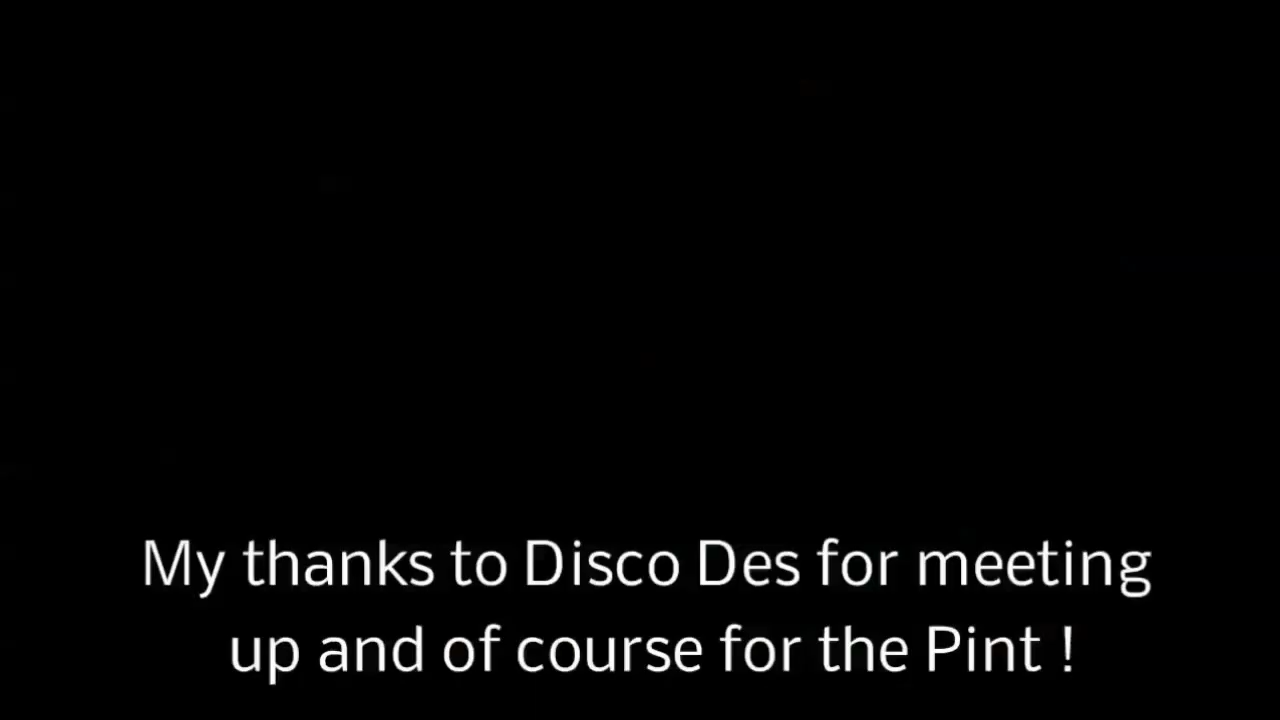 My thanks to Disco Des for meeting
up and of course for the Pint !